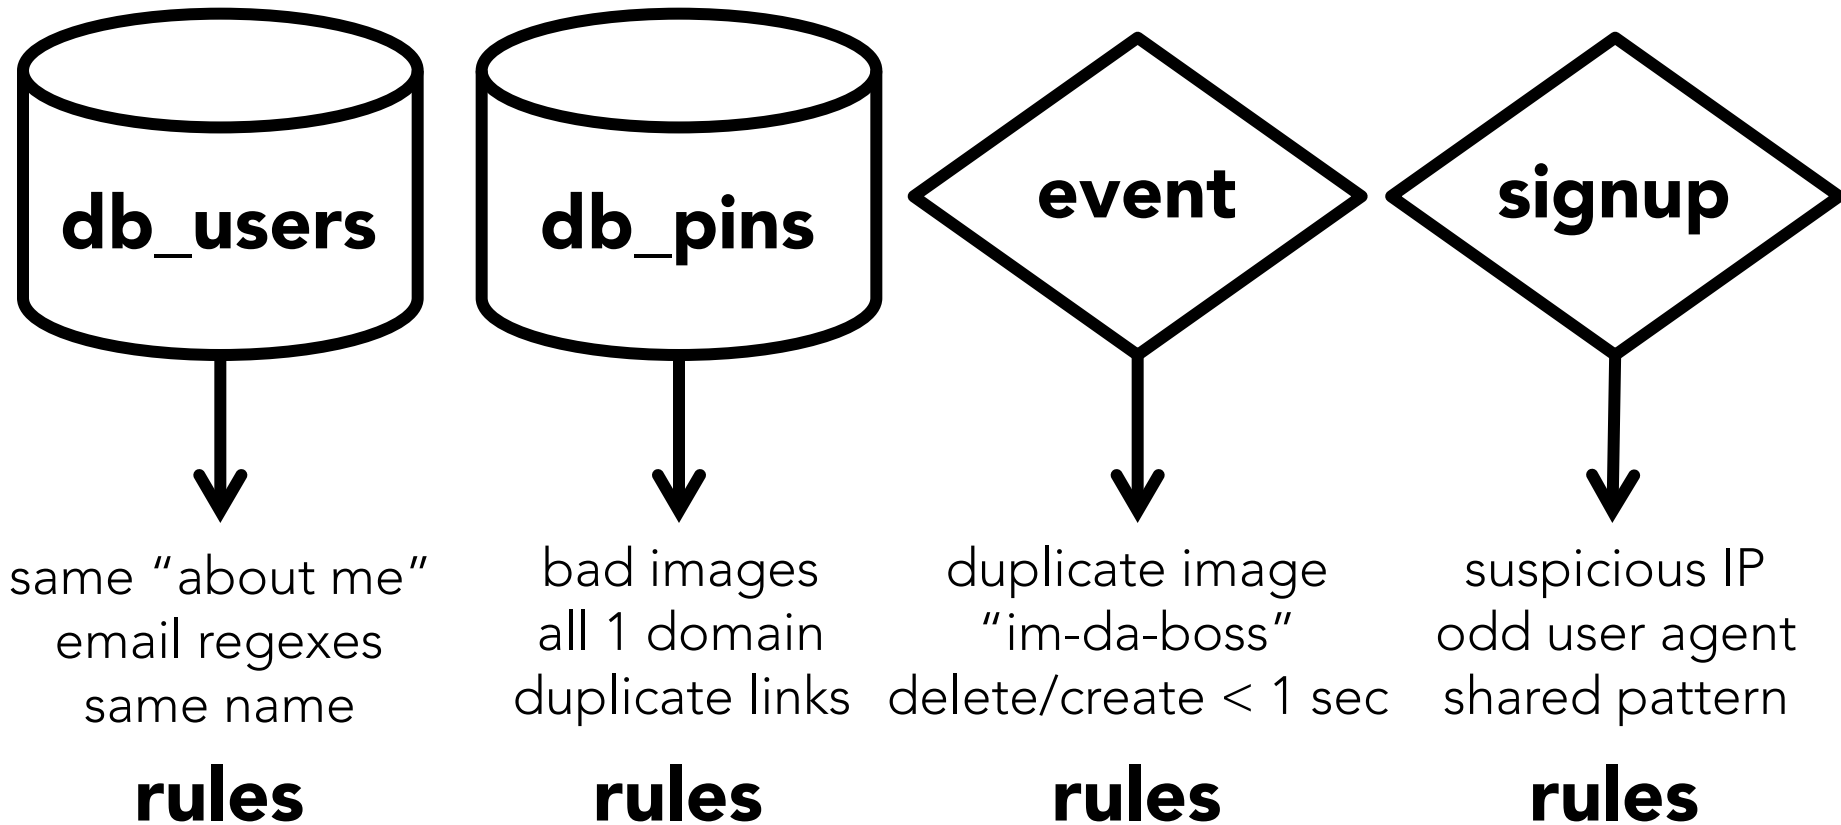 db_users
same “about me”
email regexes
same name
rules
db_pins
bad images
all 1 domain
duplicate links
rules
event
duplicate image
“im-da-boss”
delete/create < 1 sec
rules
signup
suspicious IP
odd user agent
shared pattern
rules